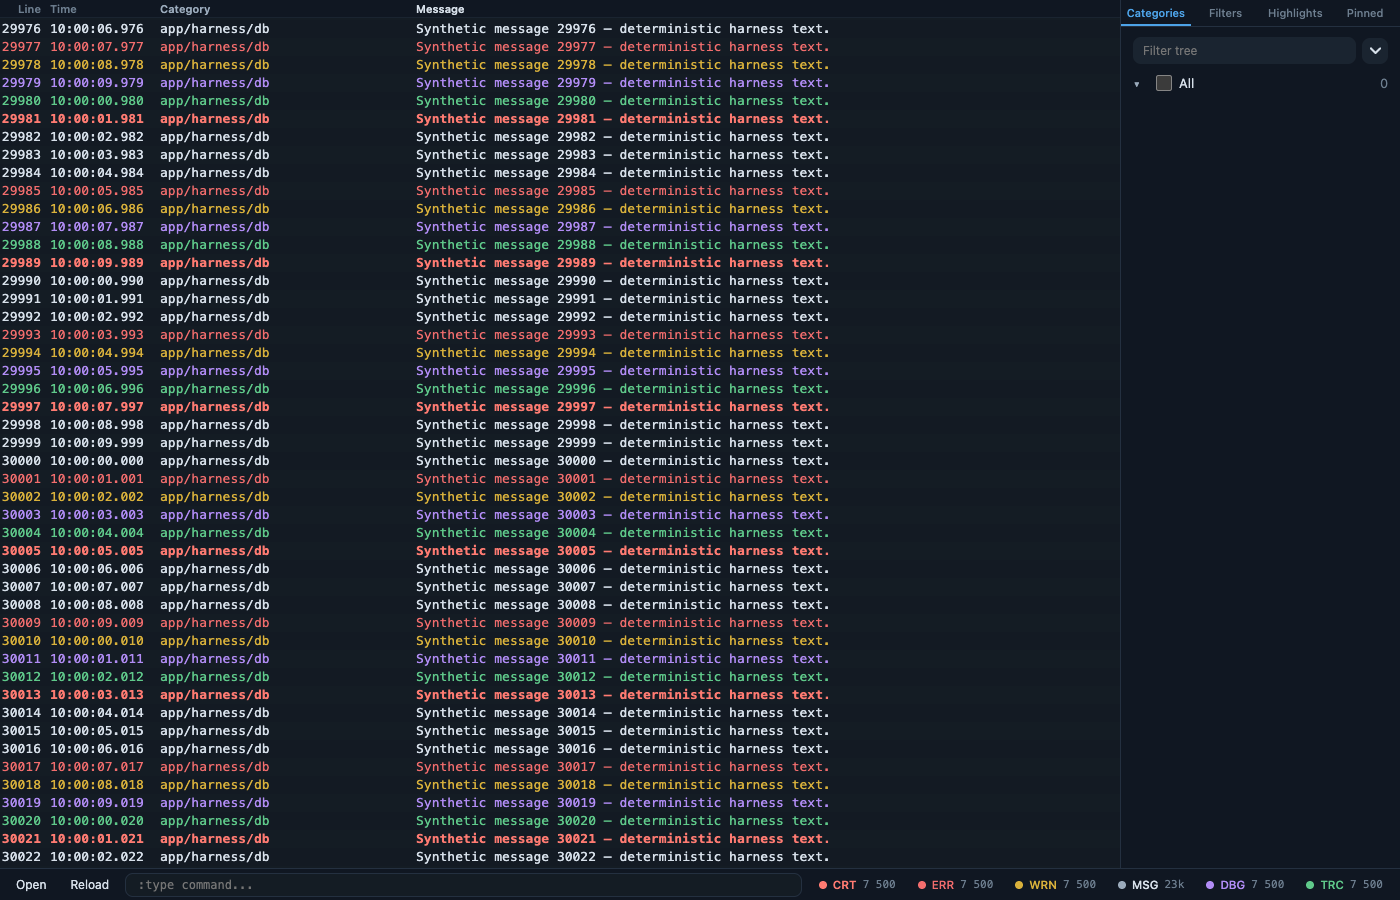 Line Time Category Message
29976 10:00:06.976 app/harness/db Synthetic message 29976 — deterministic harness text.
29977 10:00:07.977 app/harness/db Synthetic message 29977 — deterministic harness text.
29978 10:00:08.978 app/harness/db Synthetic message 29978 — deterministic harness text.
29979 10:00:09.979 app/harness/db Synthetic message 29979 — deterministic harness text.
29980 10:00:00.980 app/harness/db Synthetic message 29980 — deterministic harness text.
29981 10:00:01.981 app/harness/db Synthetic message 29981 — deterministic harness text.
29982 10:00:02.982 app/harness/db Synthetic message 29982 — deterministic harness text.
29983 10:00:03.983 app/harness/db Synthetic message 29983 — deterministic harness text.
29984 10:00:04.984 app/harness/db Synthetic message 29984 — deterministic harness text.
29985 10:00:05.985 app/harness/db Synthetic message 29985 — deterministic harness text.
29986 10:00:06.986 app/harness/db Synthetic message 29986 — deterministic harness text.
29987 10:00:07.987 app/harness/db Synthetic message 29987 — deterministic harness text.
29988 10:00:08.988 app/harness/db Synthetic message 29988 — deterministic harness text.
29989 10:00:09.989 app/harness/db Synthetic message 29989 — deterministic harness text.
29990 10:00:00.990 app/harness/db Synthetic message 29990 — deterministic harness text.
29991 10:00:01.991 app/harness/db Synthetic message 29991 — deterministic harness text.
29992 10:00:02.992 app/harness/db Synthetic message 29992 — deterministic harness text.
29993 10:00:03.993 app/harness/db Synthetic message 29993 — deterministic harness text.
29994 10:00:04.994 app/harness/db Synthetic message 29994 — deterministic harness text.
29995 10:00:05.995 app/harness/db Synthetic message 29995 — deterministic harness text.
29996 10:00:06.996 app/harness/db Synthetic message 29996 — deterministic harness text.
29997 10:00:07.997 app/harness/db Synthetic message 29997 — deterministic harness text.
29998 10:00:08.998 app/harness/db Synthetic message 29998 — deterministic harness text.
29999 10:00:09.999 app/harness/db Synthetic message 29999 — deterministic harness text.
30000 10:00:00.000 app/harness/db Synthetic message 30000 — deterministic harness text.
30001 10:00:01.001 app/harness/db Synthetic message 30001 — deterministic harness text.
30002 10:00:02.002 app/harness/db Synthetic message 30002 — deterministic harness text.
30003 10:00:03.003 app/harness/db Synthetic message 30003 — deterministic harness text.
30004 10:00:04.004 app/harness/db Synthetic message 30004 — deterministic harness text.
30005 10:00:05.005 app/harness/db Synthetic message 30005 — deterministic harness text.
30006 10:00:06.006 app/harness/db Synthetic message 30006 — deterministic harness text.
30007 10:00:07.007 app/harness/db Synthetic message 30007 — deterministic harness text.
30008 10:00:08.008 app/harness/db Synthetic message 30008 — deterministic harness text.
30009 10:00:09.009 app/harness/db Synthetic message 30009 — deterministic harness text.
30010 10:00:00.010 app/harness/db Synthetic message 30010 — deterministic harness text.
30011 10:00:01.011 app/harness/db Synthetic message 30011 — deterministic harness text.
30012 10:00:02.012 app/harness/db Synthetic message 30012 — deterministic harness text.
30013 10:00:03.013 app/harness/db Synthetic message 30013 — deterministic harness text.
30014 10:00:04.014 app/harness/db Synthetic message 30014 — deterministic harness text.
30015 10:00:05.015 app/harness/db Synthetic message 30015 — deterministic harness text.
30016 10:00:06.016 app/harness/db Synthetic message 30016 — deterministic harness text.
30017 10:00:07.017 app/harness/db Synthetic message 30017 — deterministic harness text.
30018 10:00:08.018 app/harness/db Synthetic message 30018 — deterministic harness text.
30019 10:00:09.019 app/harness/db Synthetic message 30019 — deterministic harness text.
30020 10:00:00.020 app/harness/db Synthetic message 30020 — deterministic harness text.
30021 10:00:01.021 app/harness/db Synthetic message 30021 — deterministic harness text.
30022 10:00:02.022 app/harness/db Synthetic message 30022 — deterministic harness text.
Categories Filters Highlights Pinned
Filter tree
All 0
Open Reload :type command... CRT 7 500 ERR 7 500 WRN 7 500 MSG 23k DBG 7 500 TRC 7 500